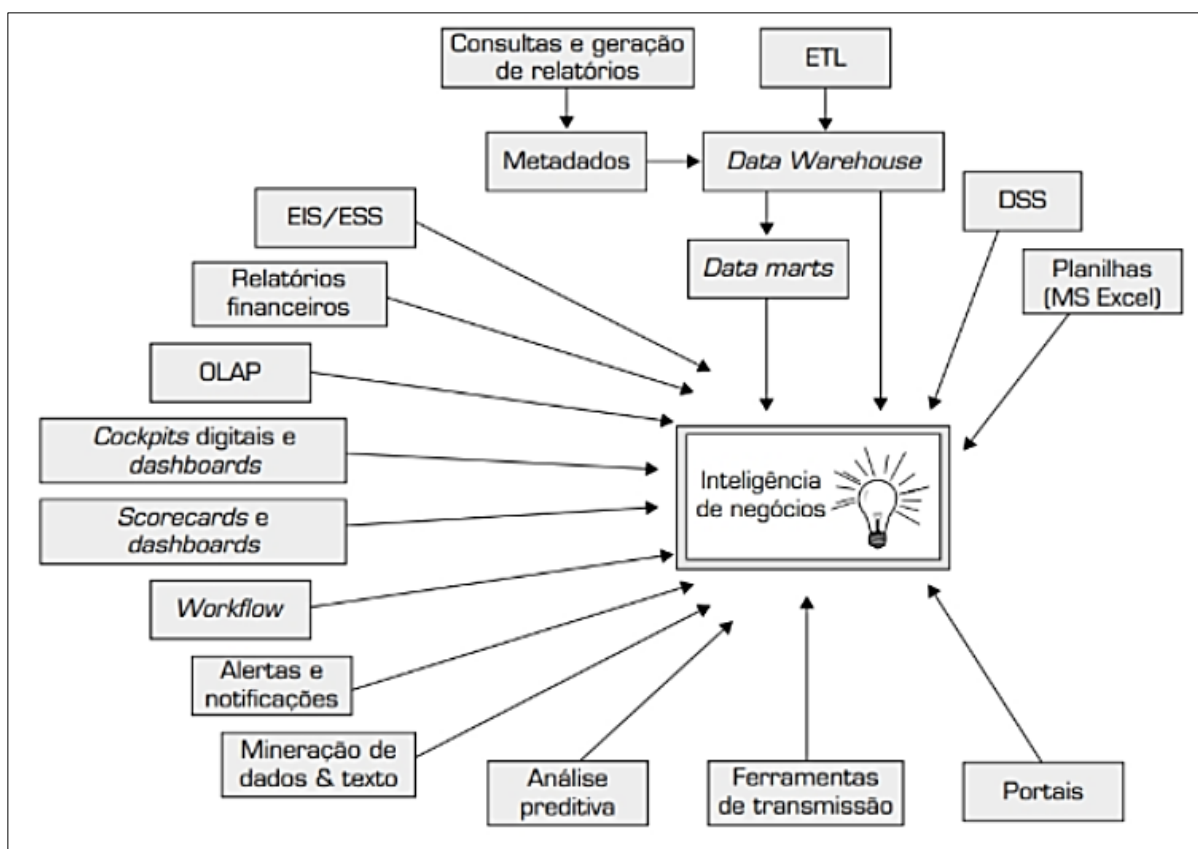 Consultas e geração
de relatórios
ETL
Metadados
Data Warehouse
EIS/ESS
DSS
Data marts
Relatórios
financeiros
Planilhas
(MS Excel)
OLAP
Cockpits digitais e
dashboards
Inteligência
de negócios
Scorecards e
dashboards
Workflow
Alertas e
notificações
Mineração de
dados & texto
Análise
preditiva
Ferramentas
de transmissão
Portais